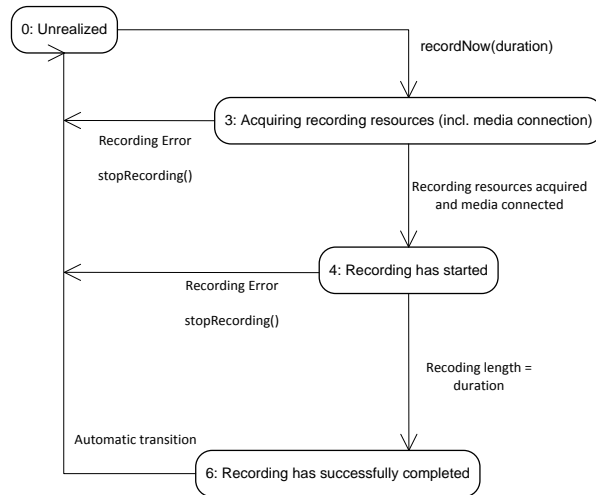 0: Unrealized
recordNow(duration)
3: Acquiring recording resources (incl. media connection)
Recording Error
stopRecording()
Recording resources acquired
and media connected
4: Recording has started
Recording Error
stopRecording()
Recoding length =
duration
Automatic transition
6: Recording has successfully completed